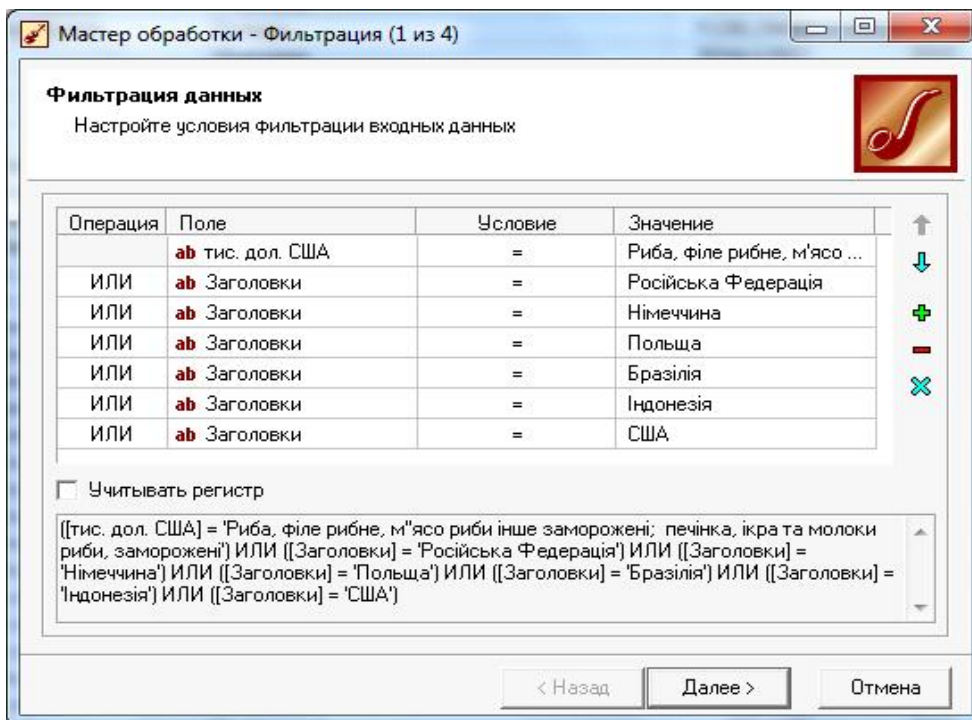 Мастер обработки - Фильтрация (1 из 4)
Фильтрация данных
Настройте условия фильтрации входных данных
Операция Поле Условие Значение
ab тис. дол. США = Риба, філе рибне, м'ясо ...
ИЛИ ab Заголовки = Російська Федерація
ИЛИ ab Заголовки = Німеччина
ИЛИ ab Заголовки = Польща
ИЛИ ab Заголовки = Бразілія
ИЛИ ab Заголовки = Індонезія
ИЛИ ab Заголовки = США
Учитывать регистр
([тис. дол. США] = 'Риба, філе рибне, м''ясо риби інше заморожені;  печінка, ікра та молоки
риби, заморожені') ИЛИ ([Заголовки] = 'Російська Федерація') ИЛИ ([Заголовки] =
'Німеччина') ИЛИ ([Заголовки] = 'Польща') ИЛИ ([Заголовки] = 'Бразілія') ИЛИ ([Заголовки] =
'Індонезія') ИЛИ ([Заголовки] = 'США')
< Назад Далее > Отмена